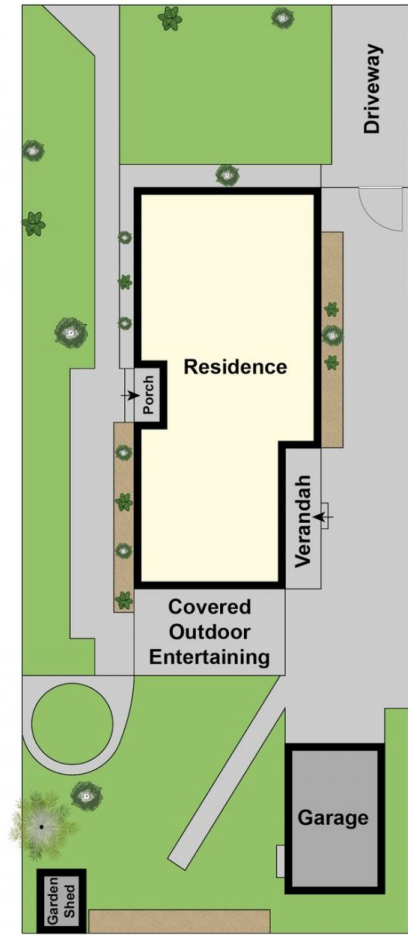 Driveway
Residence
Porch
Verandah
Covered
Outdoor
Entertaining
Garage
Garden
Shed